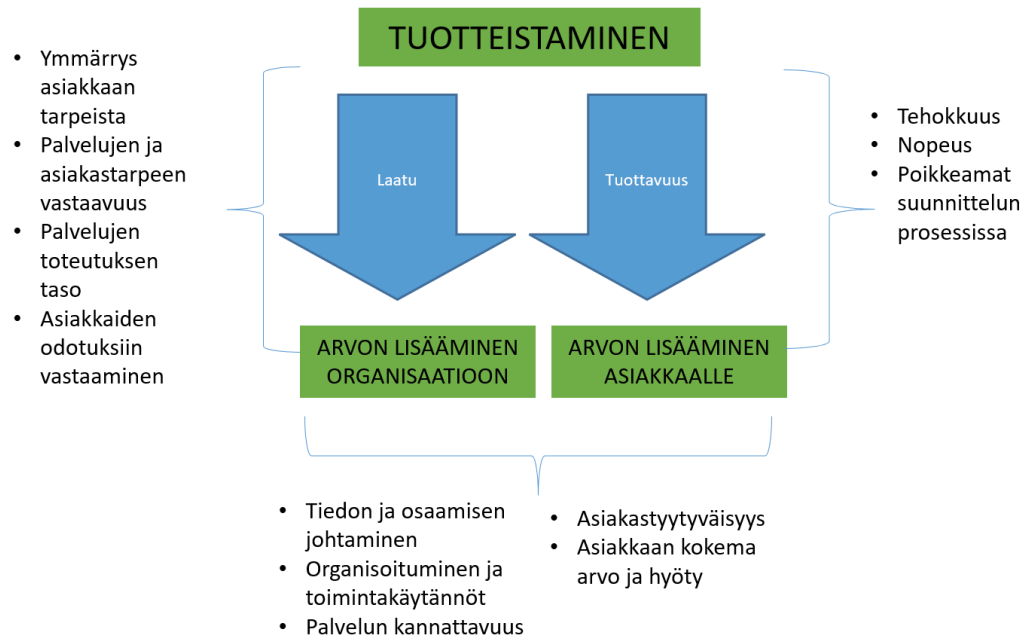 TUOTTEISTAMINEN
• Ymmärrys
asiakkaan
tarpeista
• Palvelujen ja
asiakastarpeen
vastaavuus
• Palvelujen
toteutuksen
taso
• Asiakkaiden
odotuksiin
vastaaminen
Laatu
Tuottavuus
• Tehokkuus
• Nopeus
• Poikkeamat
suunnittelun
prosessissa
ARVON LISÄÄMINEN
ORGANISAATIOON
ARVON LISÄÄMINEN
ASIAKKAALLE
• Tiedon ja osaamisen
johtaminen
• Organisoituminen ja
toimintakäytännöt
• Palvelun kannattavuus
• Asiakastyytyväisyys
• Asiakkaan kokema
arvo ja hyöty